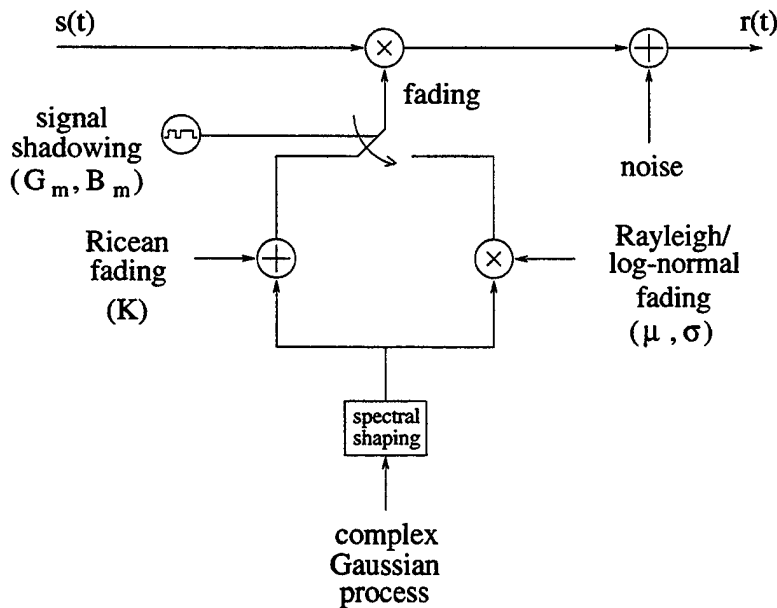 s(t)
r(t)
fading
signal
shadowing
(G m, B m)
noise
Ricean
fading
(K)
Rayleigh/
log-normal
fading
(μ, σ)
spectral
shaping
complex
Gaussian
process